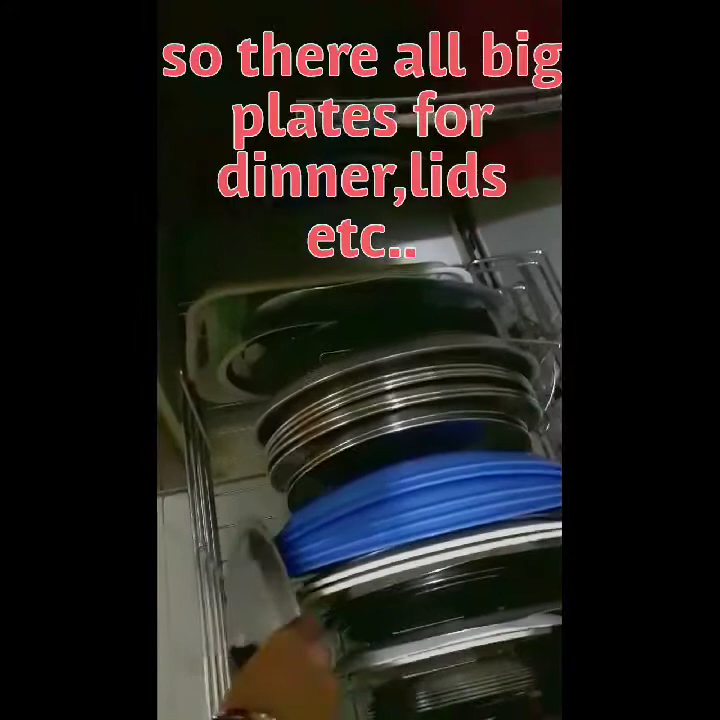 so there all big
plates for
dinner,lids
etc..